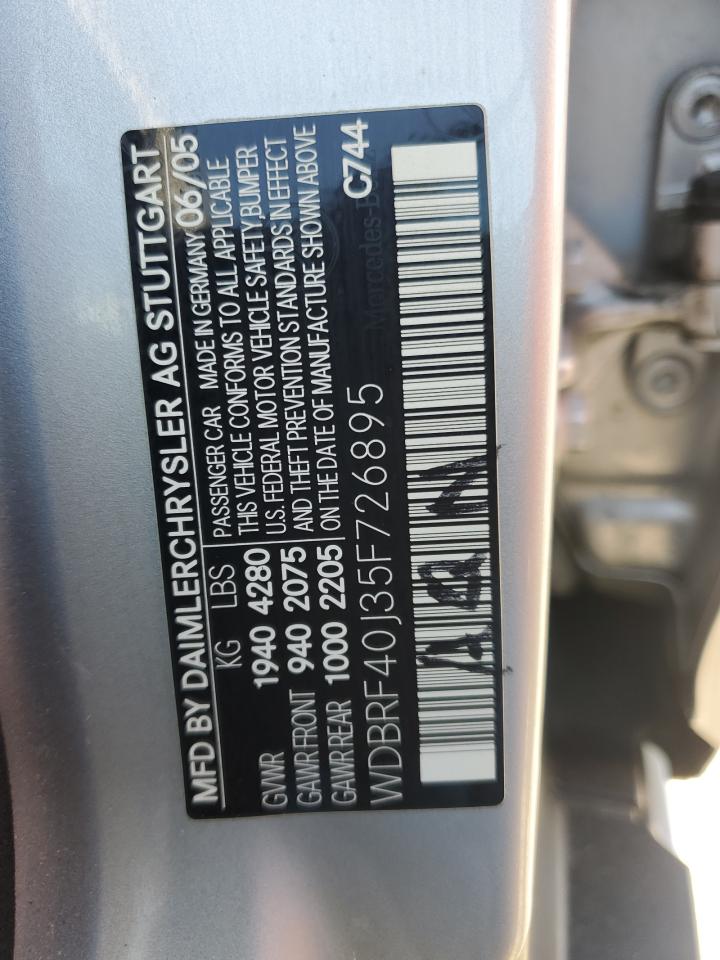 MFD BY DAIMLERCHRYSLER AG STUTTGART
KG LBS PASSENGER CAR MADE IN GERMANY 06/05
GVWR 1940 4280 THIS VEHICLE CONFORMS TO ALL APPLICABLE
U.S. FEDERAL MOTOR VEHICLE SAFETY,BUMPER
GAWR FRONT 940 2075 AND THEFT PREVENTION STANDARDS IN EFFECT
GAWR REAR 1000 2205 ON THE DATE OF MANUFACTURE SHOWN ABOVE
WDBRF40J35F726895 C744